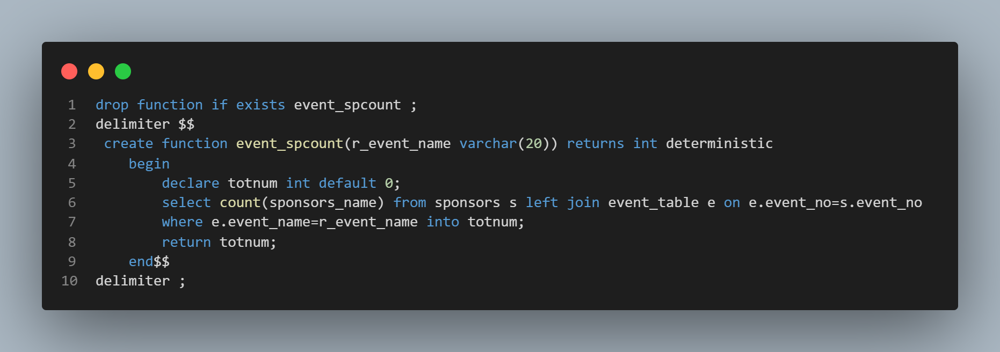 1 drop function if exists event_spcount ;
2 delimiter $$
3  create function event_spcount(r_event_name varchar(20)) returns int deterministic
4     begin
5         declare totnum int default 0;
6         select count(sponsors_name) from sponsors s left join event_table e on e.event_no=s.event_no
7         where e.event_name=r_event_name into totnum;
8         return totnum;
9     end$$
10 delimiter ;